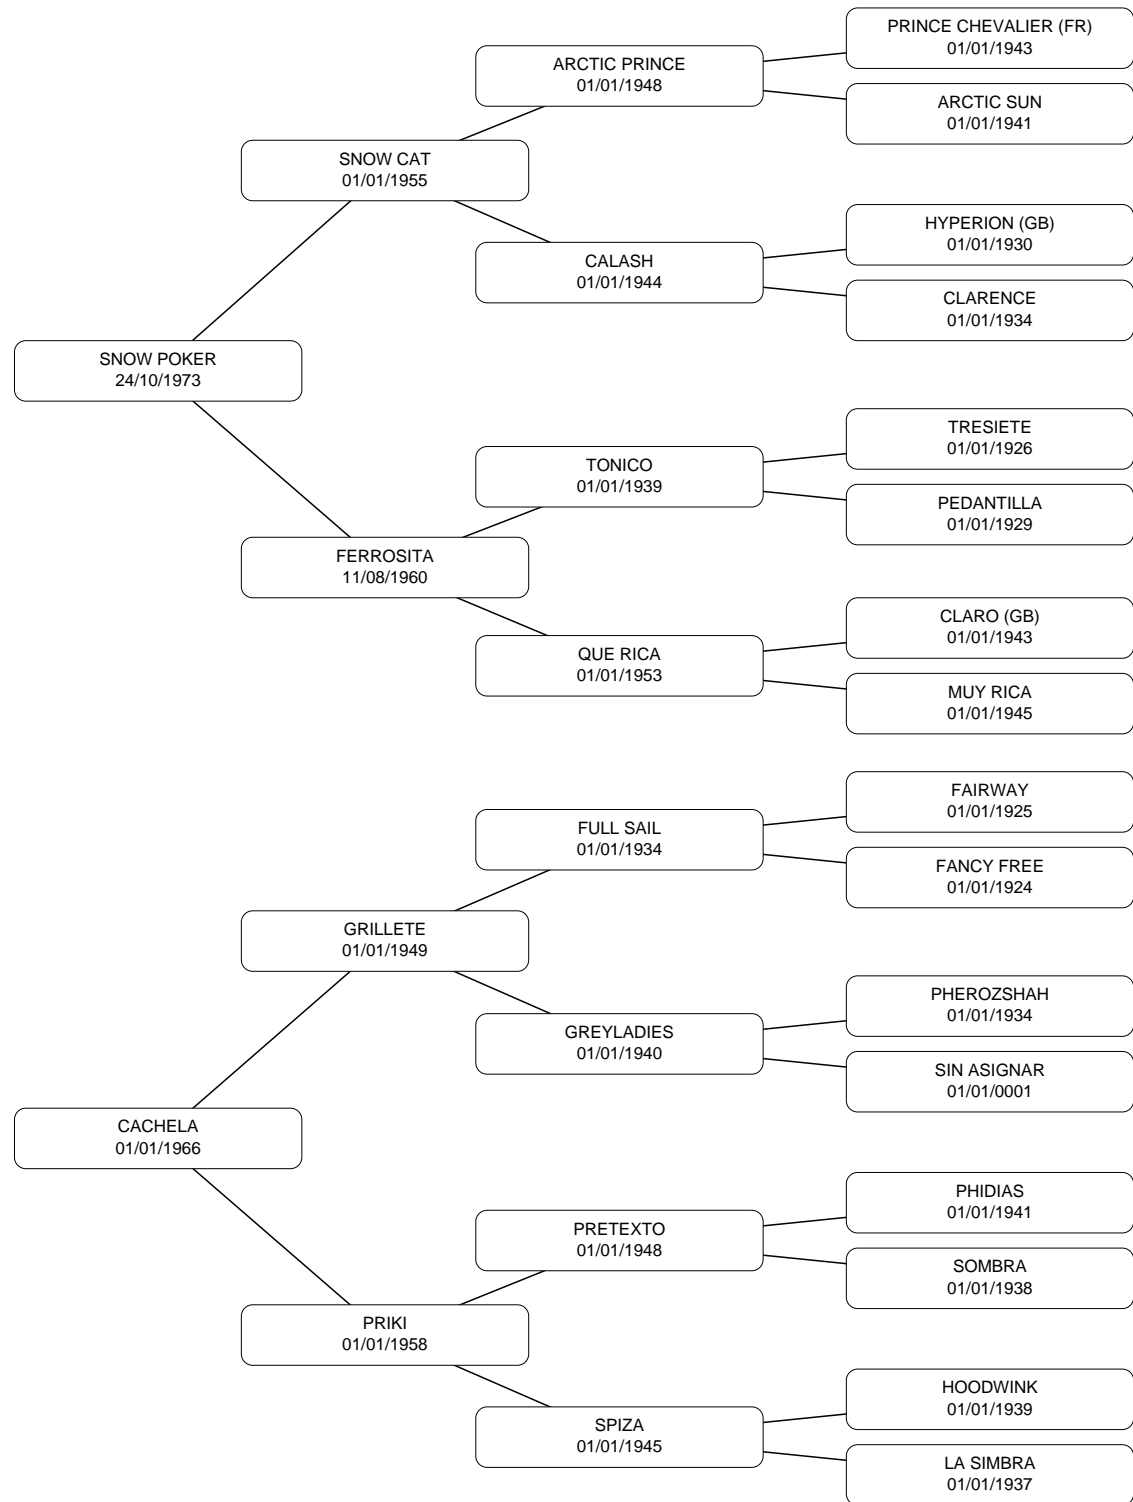 PRINCE CHEVALIER (FR)
01/01/1943
ARCTIC PRINCE
01/01/1948
ARCTIC SUN
01/01/1941
SNOW CAT
01/01/1955
HYPERION (GB)
01/01/1930
CALASH
01/01/1944
CLARENCE
01/01/1934
SNOW POKER
24/10/1973
TRESIETE
01/01/1926
TONICO
01/01/1939
PEDANTILLA
01/01/1929
FERROSITA
11/08/1960
CLARO (GB)
01/01/1943
QUE RICA
01/01/1953
MUY RICA
01/01/1945
FAIRWAY
01/01/1925
FULL SAIL
01/01/1934
FANCY FREE
01/01/1924
GRILLETE
01/01/1949
PHEROZSHAH
01/01/1934
GREYLADIES
01/01/1940
SIN ASIGNAR
01/01/0001
CACHELA
01/01/1966
PHIDIAS
01/01/1941
PRETEXTO
01/01/1948
SOMBRA
01/01/1938
PRIKI
01/01/1958
HOODWINK
01/01/1939
SPIZA
01/01/1945
LA SIMBRA
01/01/1937